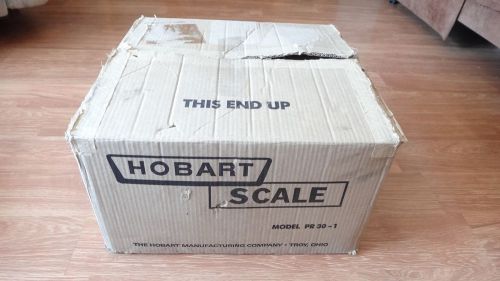 THIS END UP
HOBART
SCALE
MODEL PR 30-1
THE HOBART MANUFACTURING COMPANY • TROY, OHIO